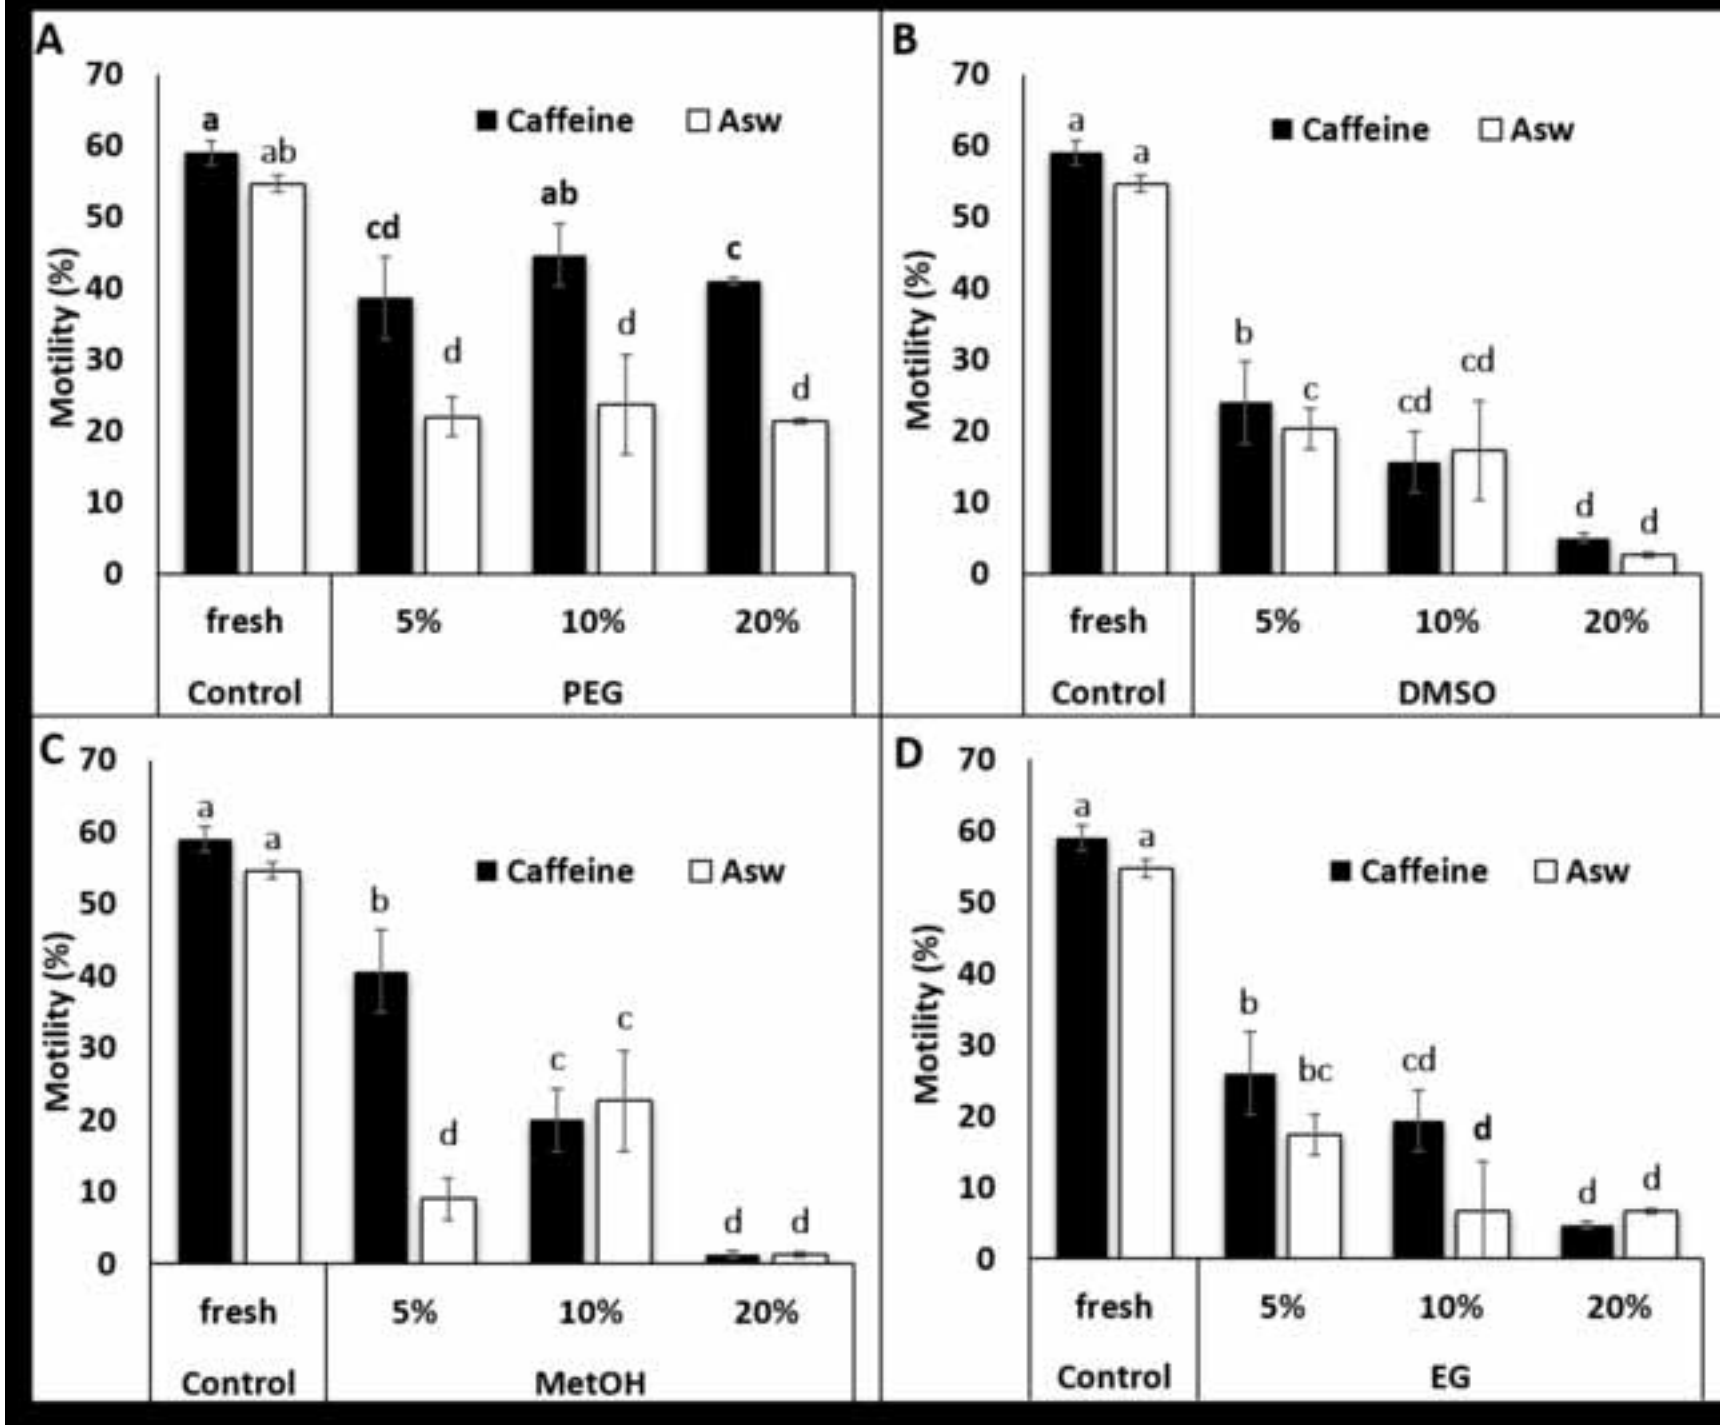 A
70
60
50
40
30
20
10
0
Motility (%)
Caffeine Asw
a ab cd d ab d c d
fresh 5% 10% 20%
Control PEG
B
70
60
50
40
30
20
10
0
Motility (%)
Caffeine Asw
a a b c cd cd d d
fresh 5% 10% 20%
Control DMSO
C
70
60
50
40
30
20
10
0
Motility (%)
Caffeine Asw
a a b d c c d d
fresh 5% 10% 20%
Control MetOH
D
70
60
50
40
30
20
10
0
Motility (%)
Caffeine Asw
a a b bc cd d d d
fresh 5% 10% 20%
Control EG